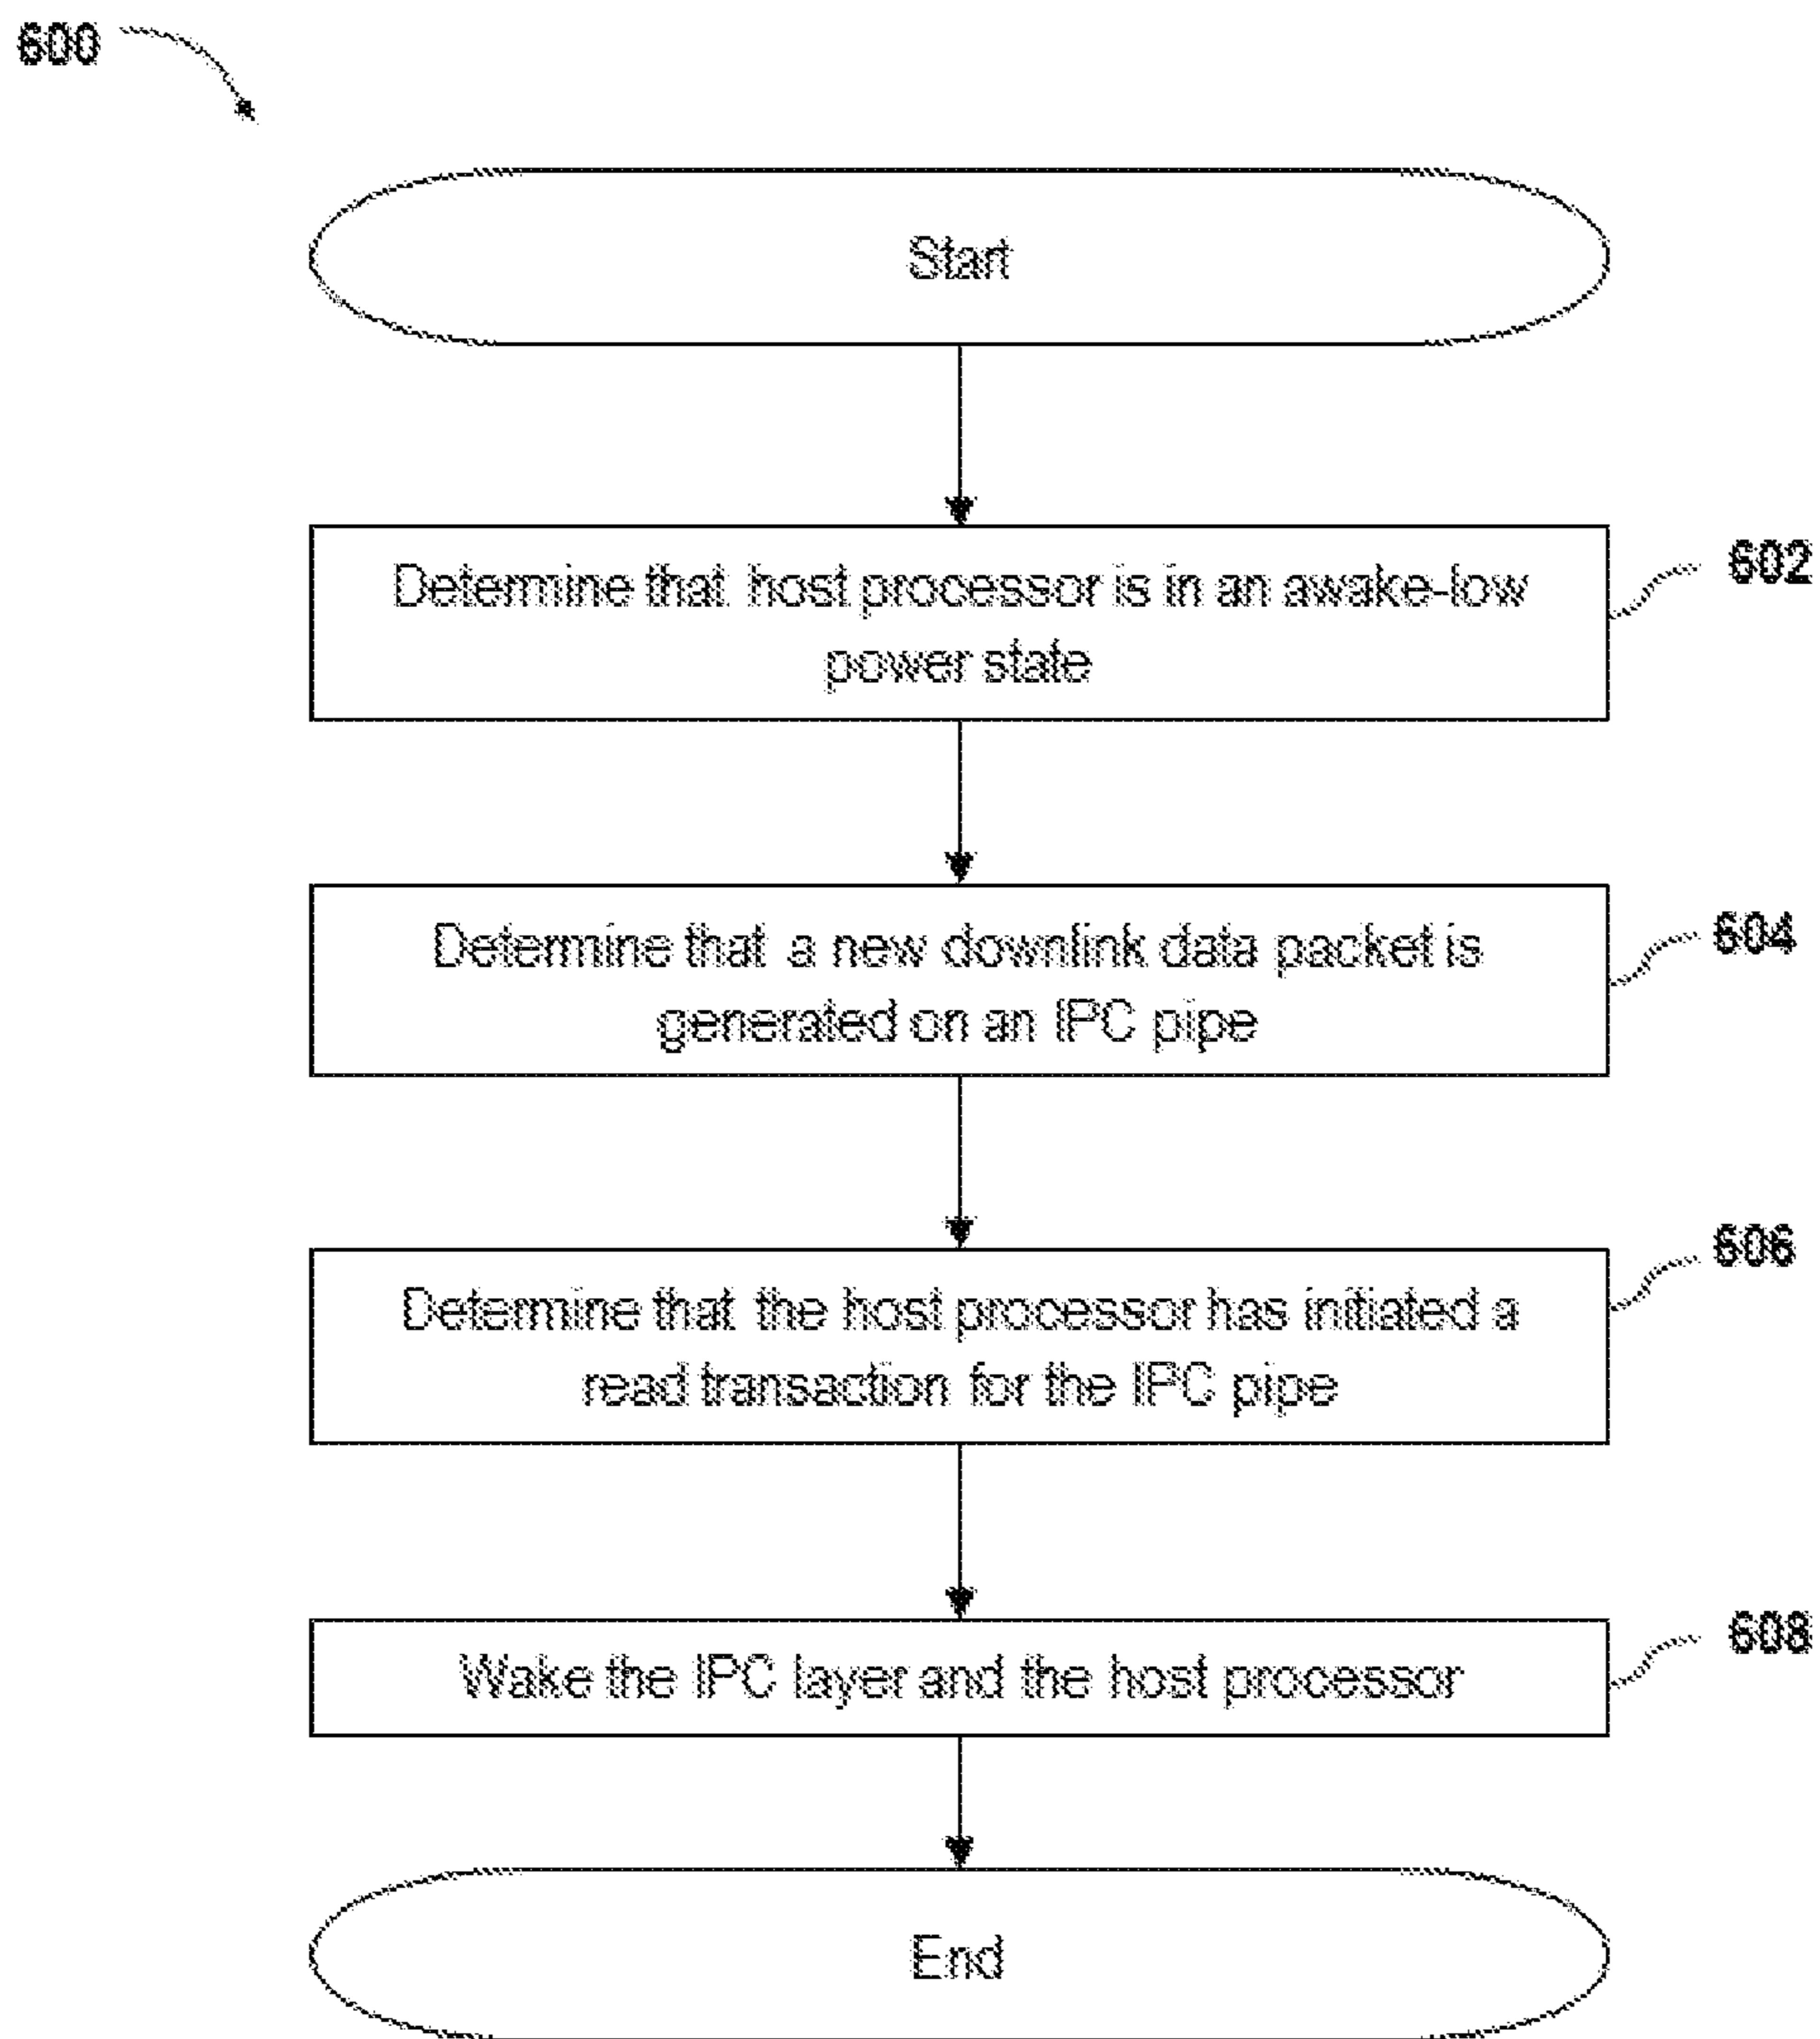 600
Start
Determine that host processor is in an awake-low
power state
602
Determine that a new downlink data packet is
generated on an IPC pipe
604
Determine that the host processor has initiated a
read transaction for the IPC pipe
606
Wake the IPC layer and the host processor
608
End